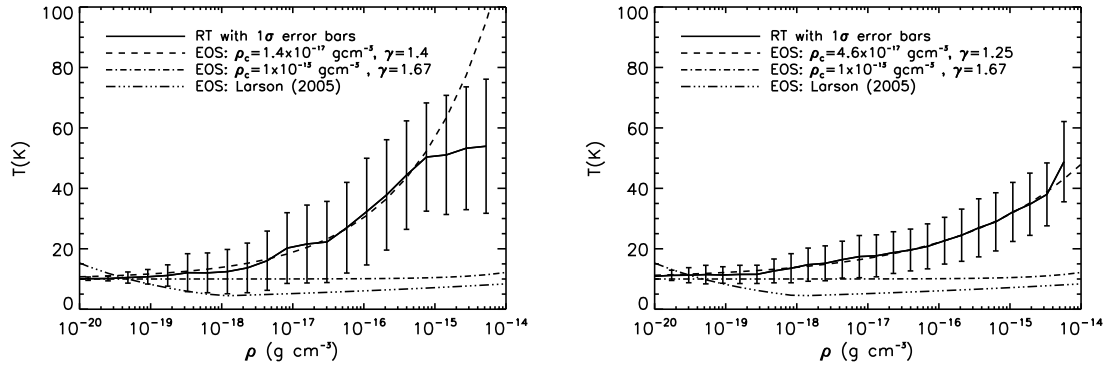 100
80
60
40
20
0
T(K)
RT with 1σ error bars
EOS: ρc=1.4x10⁻¹⁷ gcm⁻³, γ=1.4
EOS: ρc=1x10⁻¹³ gcm⁻³ , γ=1.67
EOS: Larson (2005)
10⁻²⁰ 10⁻¹⁹ 10⁻¹⁸ 10⁻¹⁷ 10⁻¹⁶ 10⁻¹⁵ 10⁻¹⁴
ρ (g cm⁻³)
100
80
60
40
20
0
T(K)
RT with 1σ error bars
EOS: ρc=4.6x10⁻¹⁷ gcm⁻³, γ=1.25
EOS: ρc=1x10⁻¹³ gcm⁻³ , γ=1.67
EOS: Larson (2005)
10⁻²⁰ 10⁻¹⁹ 10⁻¹⁸ 10⁻¹⁷ 10⁻¹⁶ 10⁻¹⁵ 10⁻¹⁴
ρ (g cm⁻³)